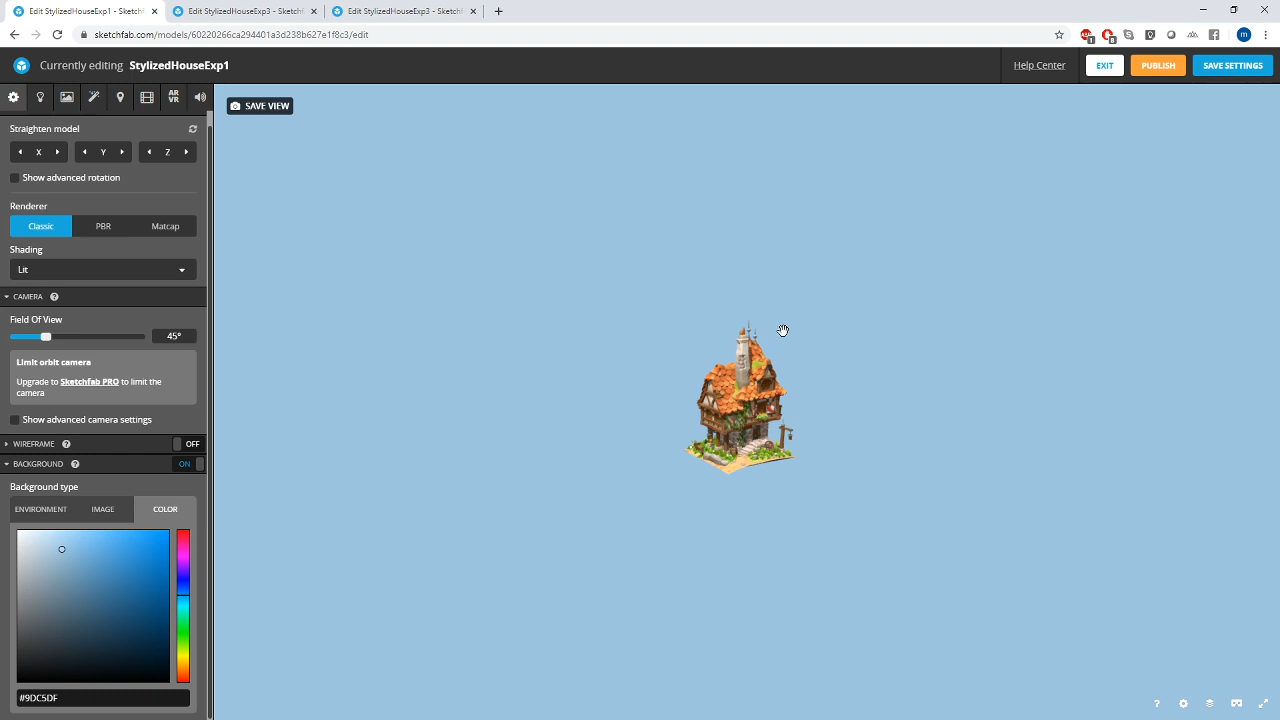 Edit StylizedHouseExp1 - Sketchf
Edit StylizedHouseExp3 - Sketchf
Edit StylizedHouseExp3 - Sketchf
sketchfab.com/models/60220266ca294401a3d238b627e1f8c3/edit
Currently editing StylizedHouseExp1
Help Center
EXIT
PUBLISH
SAVE SETTINGS
AR
VR
SAVE VIEW
Straighten model
X
Y
Z
Show advanced rotation
Renderer
Classic
PBR
Matcap
Shading
Lit
CAMERA
Field Of View
45°
Limit orbit camera
Upgrade to Sketchfab PRO to limit the
camera
Show advanced camera settings
WIREFRAME
OFF
BACKGROUND
ON
Background type
ENVIRONMENT
IMAGE
COLOR
#9DC5DF